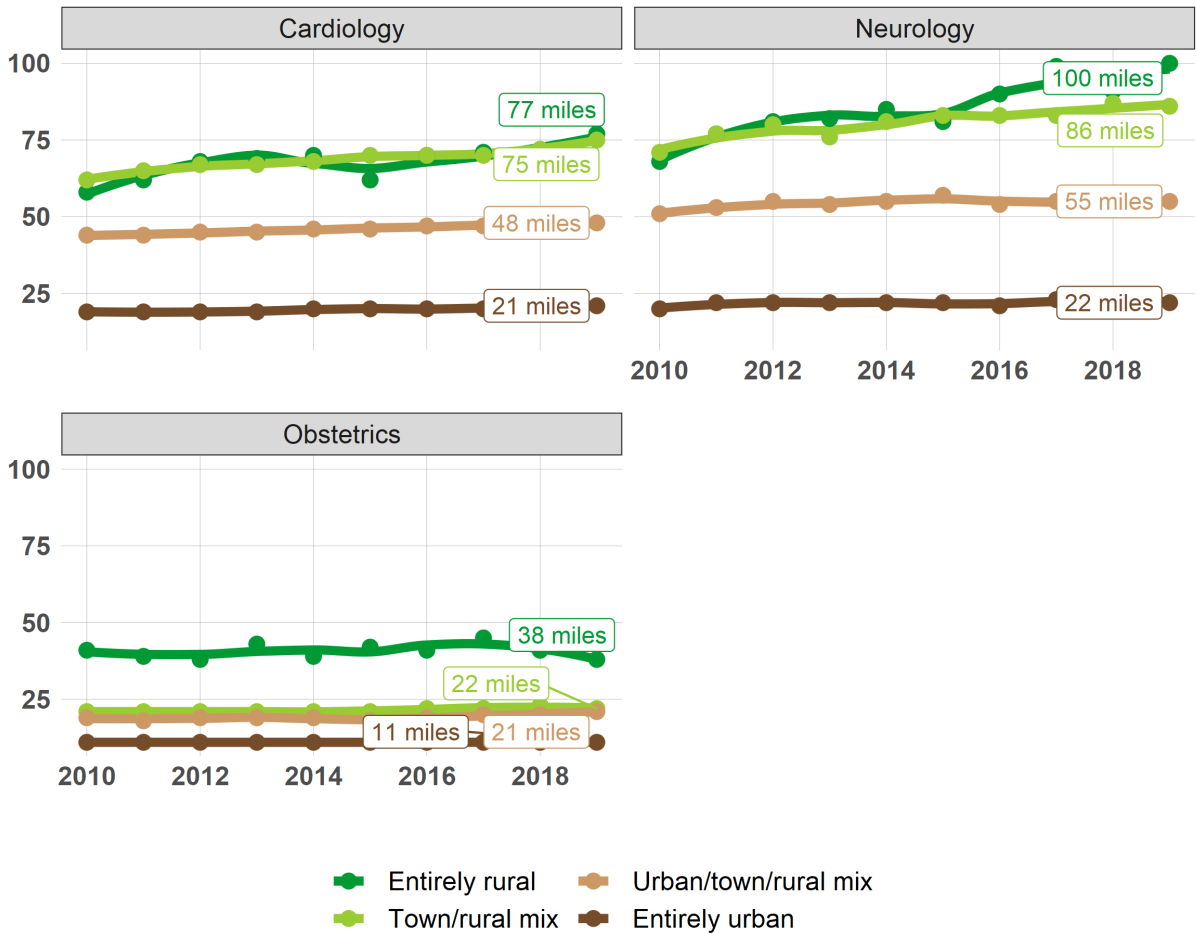 Cardiology
Neurology
100
75
50
25
77 miles
75 miles
48 miles
21 miles
100 miles
86 miles
55 miles
22 miles
2010 2012 2014 2016 2018
Obstetrics
100
75
50
25
38 miles
22 miles
11 miles
21 miles
2010 2012 2014 2016 2018
Entirely rural
Urban/town/rural mix
Town/rural mix
Entirely urban